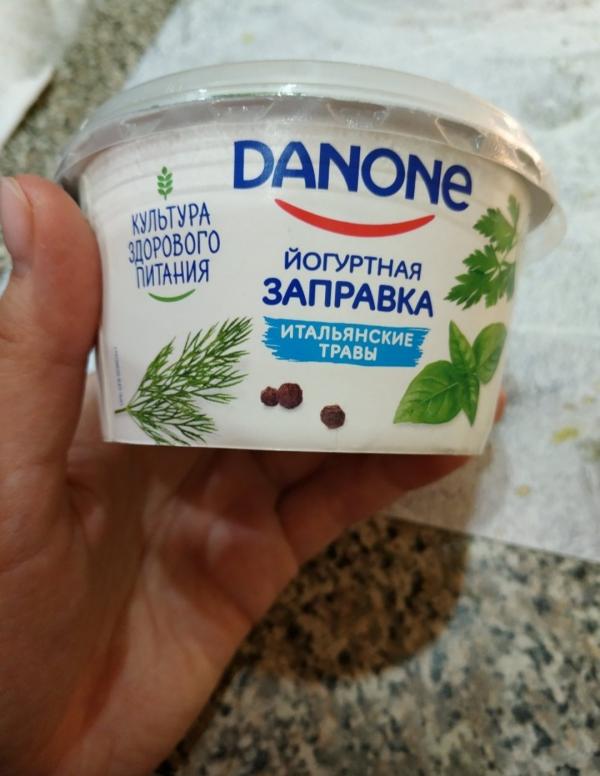 DANONE
КУЛЬТУРА
ЗДОРОВОГО
ПИТАНИЯ
ЙОГУРТНАЯ
ЗАПРАВКА
ИТАЛЬЯНСКИЕ
ТРАВЫ